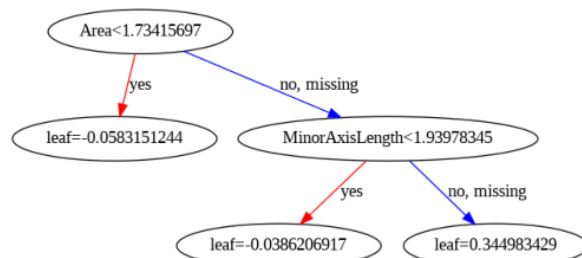 Area<1.73415697
yes
no, missing
leaf=-0.0583151244
MinorAxisLength<1.93978345
yes
no, missing
leaf=-0.0386206917
leaf=0.344983429